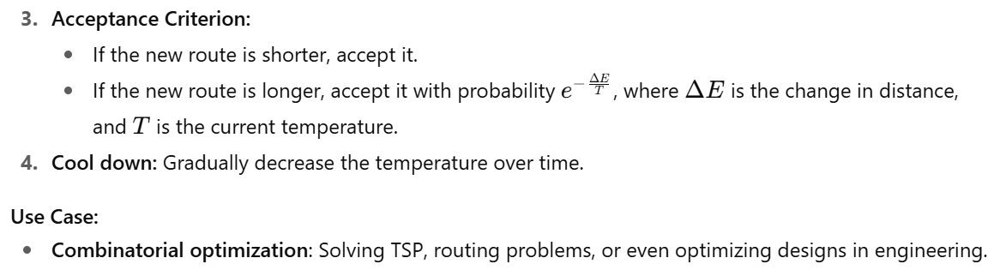 3. Acceptance Criterion:
• If the new route is shorter, accept it.
• If the new route is longer, accept it with probability $e^{-\frac{\Delta E}{T}}$, where $\Delta E$ is the change in distance,
and $T$ is the current temperature.
4. Cool down: Gradually decrease the temperature over time.
Use Case:
• Combinatorial optimization: Solving TSP, routing problems, or even optimizing designs in engineering.